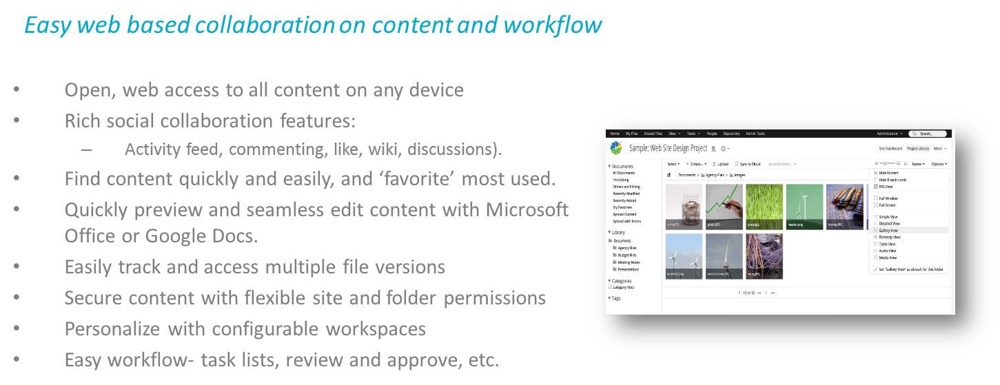 Easy web based collaboration on content and workflow
• Open, web access to all content on any device
• Rich social collaboration features:
– Activity feed, commenting, like, wiki, discussions).
• Find content quickly and easily, and ‘favorite’ most used.
• Quickly preview and seamless edit content with Microsoft
Office or Google Docs.
• Easily track and access multiple file versions
• Secure content with flexible site and folder permissions
• Personalize with configurable workspaces
• Easy workflow- task lists, review and approve, etc.
Home My Files Shared Files Sites Tasks People Repository Admin Tools Administrator Search...
Sample: Web Site Design Project Site Dashboard Project Library More
Select + Create... Upload Sync to Cloud Selected Items... Name Options
Documents
All Documents
I'm Editing
Others are Editing
Recently Modified
Recently Added
My Favorites
Synced Content
Synced with Errors
Library
Documents
Agency Files
Budget Files
Meeting Notes
Presentations
Categories
Category Root
Tags
Documents > Agency Files > Images
coins.JPG graph.JPG grass.jpg header.png money.JPG
windmill.png wind turbine.JPG wires.JPG
1 - 10 of 10 << 1 >>
Hide Folders
Hide Breadcrumb
RSS Feed
Full Window
Full Screen
Simple View
Detailed View
Gallery View
Filmstrip View
Table View
Audio View
Media View
✓ Set "Gallery View" as default for this folder